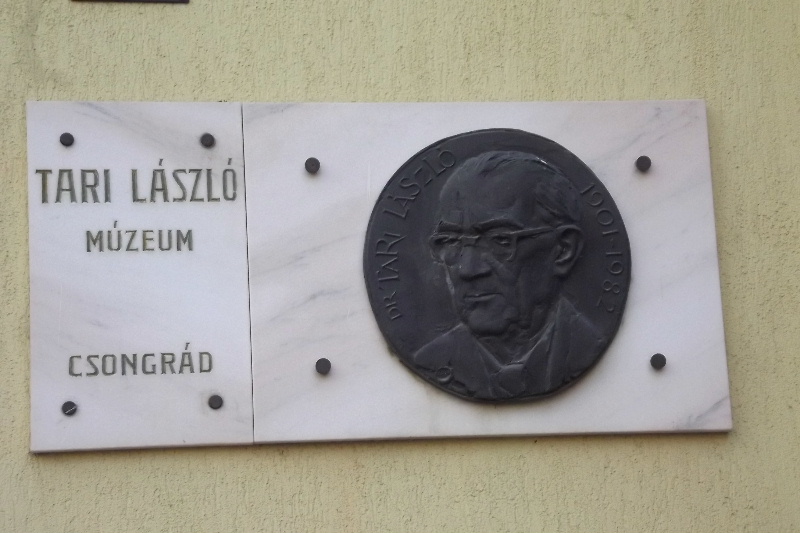 TARI LÁSZLÓ
MÚZEUM
CSONGRÁD
DR TARI LÁSZLÓ
1901-1982